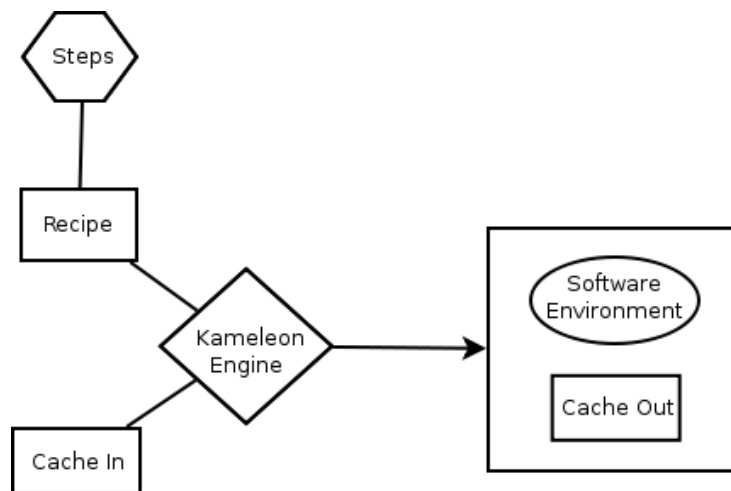 Steps
Recipe
Kameleon
Engine
Cache In
Software
Environment
Cache Out